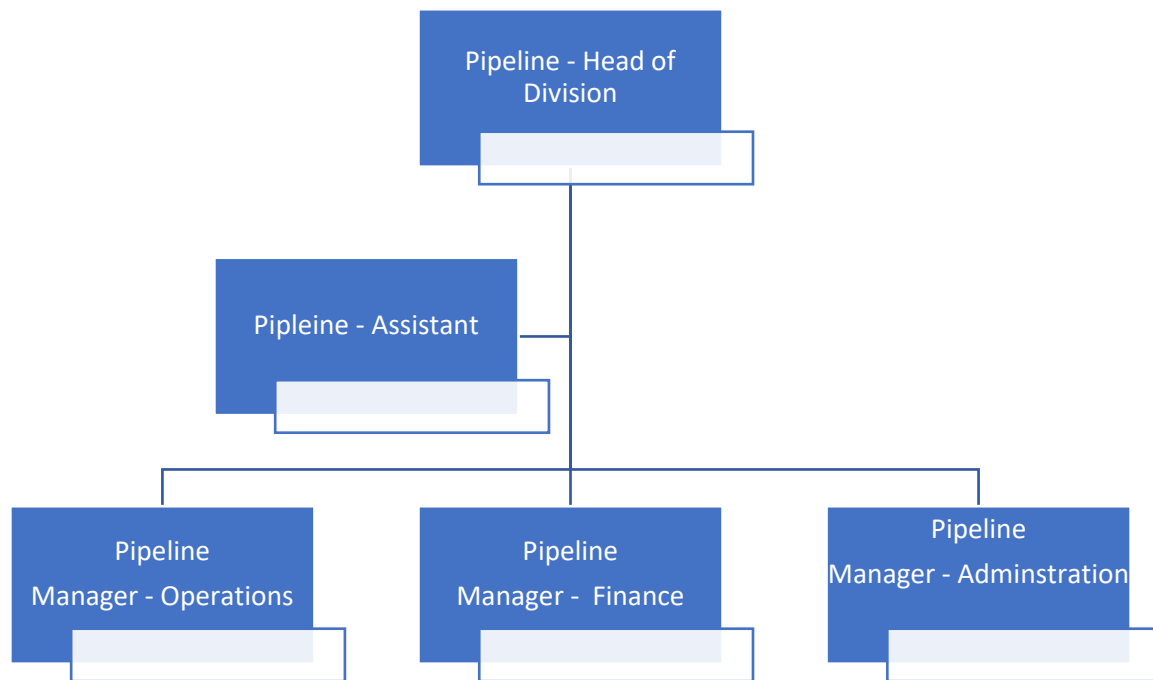 Pipeline - Head of
Division
Pipleine - Assistant
Pipeline
Manager - Operations
Pipeline
Manager -  Finance
Pipeline
Manager - Adminstration